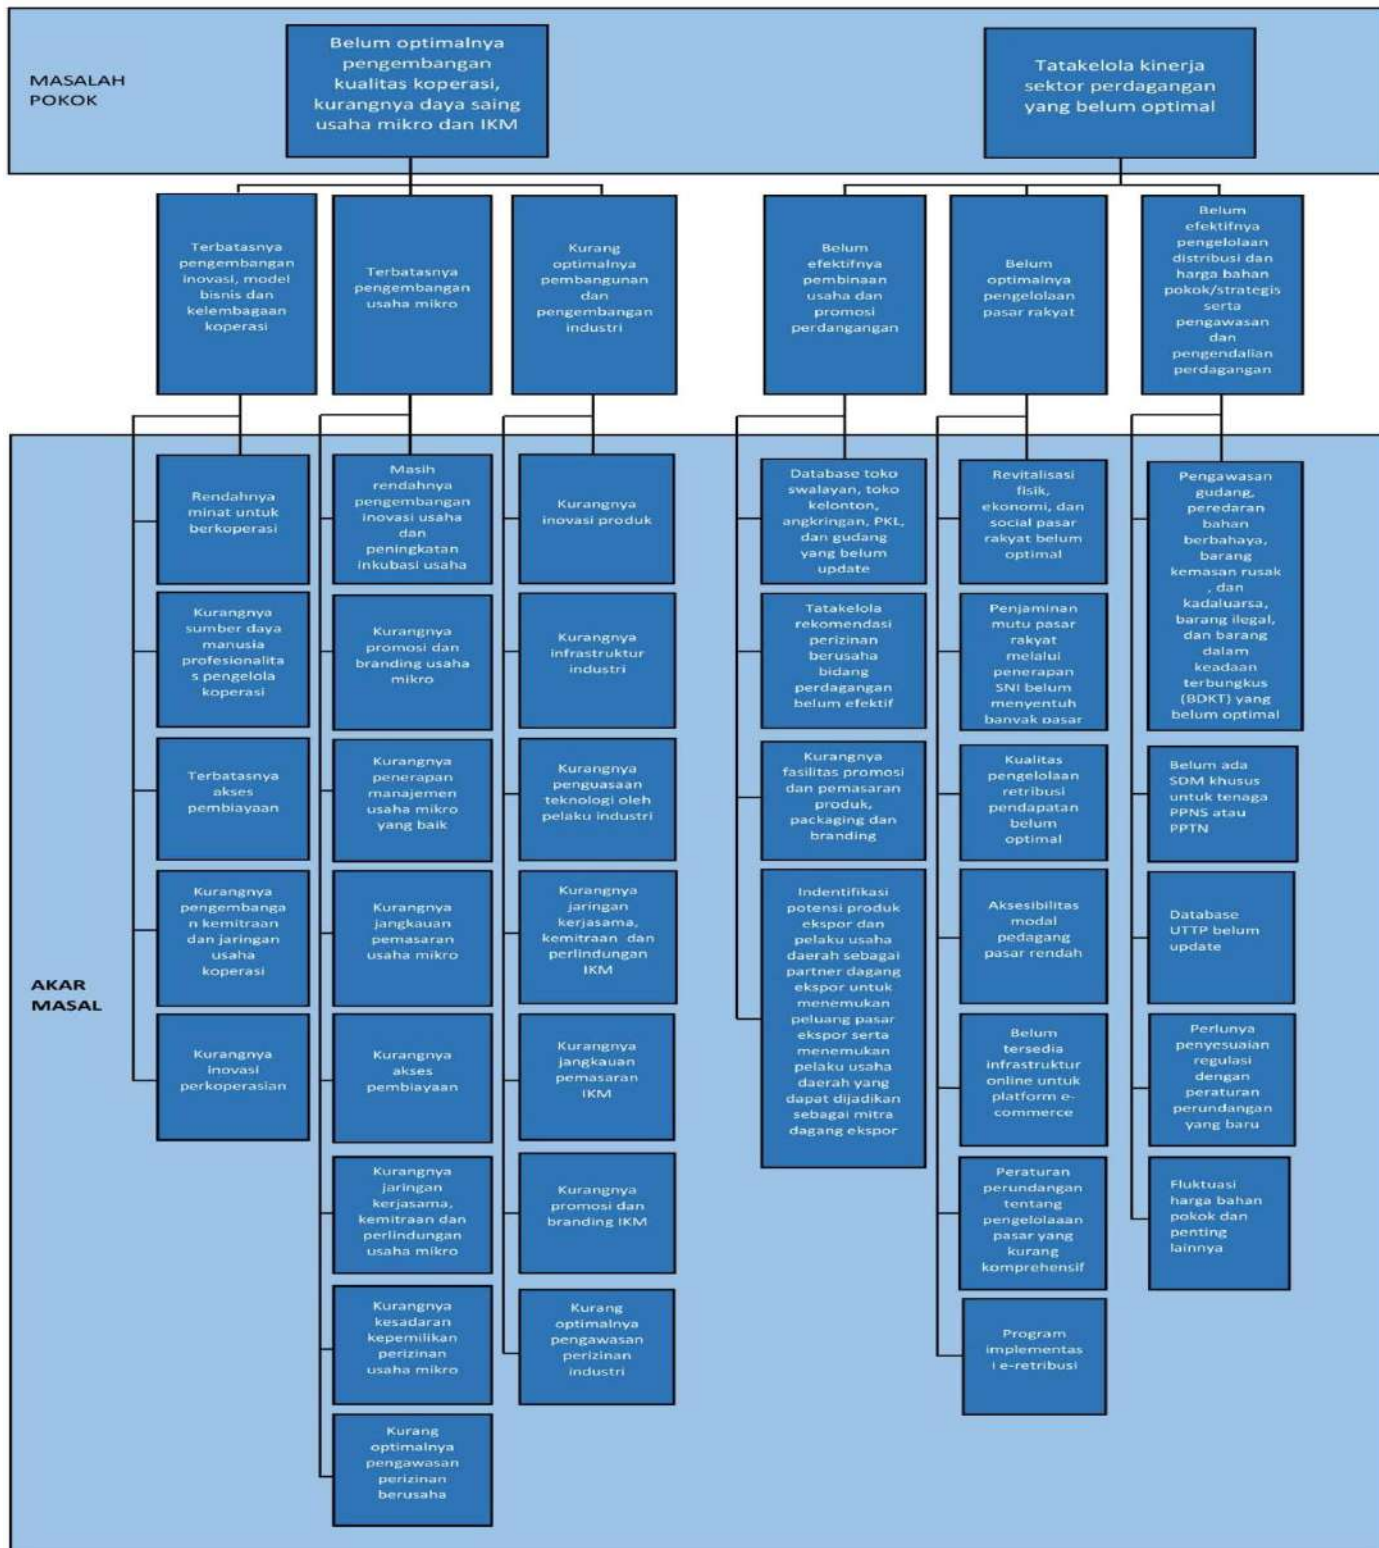 MASALAH
POKOK
Belum optimalnya
pengembangan
kualitas koperasi,
kurangnya daya saing
usaha mikro dan IKM
Tatakelola kinerja
sektor perdagangan
yang belum optimal
Terbatasnya
pengembangan
inovasi, model
bisnis dan
kelembagaan
koperasi
Terbatasnya
pengembangan
usaha mikro
Kurang
optimalnya
pembangunan
dan
pengembangan
industri
Belum
efektifnya
pembinaan
usaha dan
promosi
perdangangan
Belum
optimalnya
pengelolaan
pasar rakyat
Belum
efektifnya
pengelolaan
distribusi dan
harga bahan
pokok/strategis
serta
pengawasan
dan
pengendalian
perdagangan
AKAR
MASAL
Rendahnya
minat untuk
berkoperasi
Kurangnya
sumber daya
manusia
profesionalita
s pengelola
koperasi
Terbatasnya
akses
pembiayaan
Kurangnya
pengembanga
n kemitraan
dan jaringan
usaha
koperasi
Kurangnya
inovasi
perkoperasian
Masih
rendahnya
pengembangan
inovasi usaha
dan
peningkatan
inkubasi usaha
Kurangnya
promosi dan
branding usaha
mikro
Kurangnya
penerapan
manajemen
usaha mikro
yang baik
Kurangnya
jangkauan
pemasaran
usaha mikro
Kurangnya
akses
pembiayaan
Kurangnya
jaringan
kerjasama,
kemitraan dan
perlindungan
usaha mikro
Kurangnya
kesadaran
kepemilikan
perizinan
usaha mikro
Kurang
optimalnya
pengawasan
perizinan
berusaha
Kurangnya
inovasi produk
Kurangnya
infrastruktur
industri
Kurangnya
penguasaan
teknologi oleh
pelaku industri
Kurangnya
jaringan
kerjasama,
kemitraan dan
perlindungan
IKM
Kurangnya
jangkauan
pemasaran
IKM
Kurangnya
promosi dan
branding IKM
Kurang
optimalnya
pengawasan
perizinan
industri
Database toko
swalayan, toko
kelonton,
angkringan, PKL,
dan gudang
yang belum
update
Tatakelola
rekomendasi
perizinan
berusaha
bidang
perdagangan
belum efektif
Kurangnya
fasilitas promosi
dan pemasaran
produk,
packaging dan
branding
Indentifikasi
potensi produk
ekspor dan
pelaku usaha
daerah sebagai
partner dagang
ekspor untuk
menemukan
peluang pasar
ekspor serta
menemukan
pelaku usaha
daerah yang
dapat dijadikan
sebagai mitra
dagang ekspor
Revitalisasi
fisik,
ekonomi, dan
social pasar
rakyat belum
optimal
Penjaminan
mutu pasar
rakyat
melalui
penerapan
SNI belum
menyentuh
banyak pasar
Kualitas
pengelolaan
retribusi
pendapatan
belum
optimal
Aksesibilitas
modal
pedagang
pasar rendah
Belum
tersedia
infrastruktur
online untuk
platform e-
commerce
Peraturan
perundangan
tentang
pengelolaaan
pasar yang
kurang
komprehensif
Program
implementas
i e-retribusi
Pengawasan
gudang,
peredaran
bahan
berbahaya,
barang
kemasan rusak
, dan
kadaluarsa,
barang ilegal,
dan barang
dalam
keadaan
terbungkus
(BDKT) yang
belum optimal
Belum ada
SDM khusus
untuk tenaga
PPNS atau
PPTN
Database
UTTP belum
update
Perlunya
penyesuaian
regulasi
dengan
peraturan
perundangan
yang baru
Fluktuasi
harga bahan
pokok dan
penting
lainnya